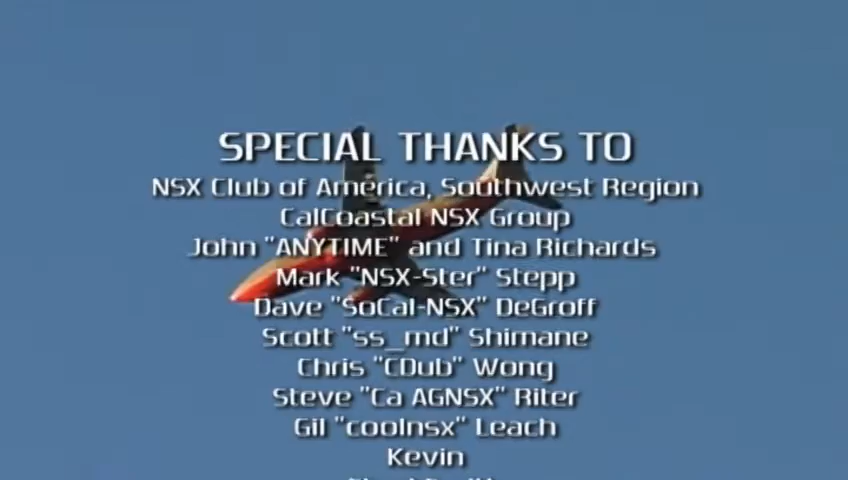 SPECIAL THANKS TO
NSX Club of America, Southwest Region
CalCoastal NSX Group
John "ANYTIME" and Tina Richards
Mark "NSX-Ster" Stepp
Dave "SoCal-NSX" DeGroff
Scott "ss_md" Shimane
Chris "CDub" Wong
Steve "Ca AGNSX" Riter
Gil "coolnsx" Leach
Kevin